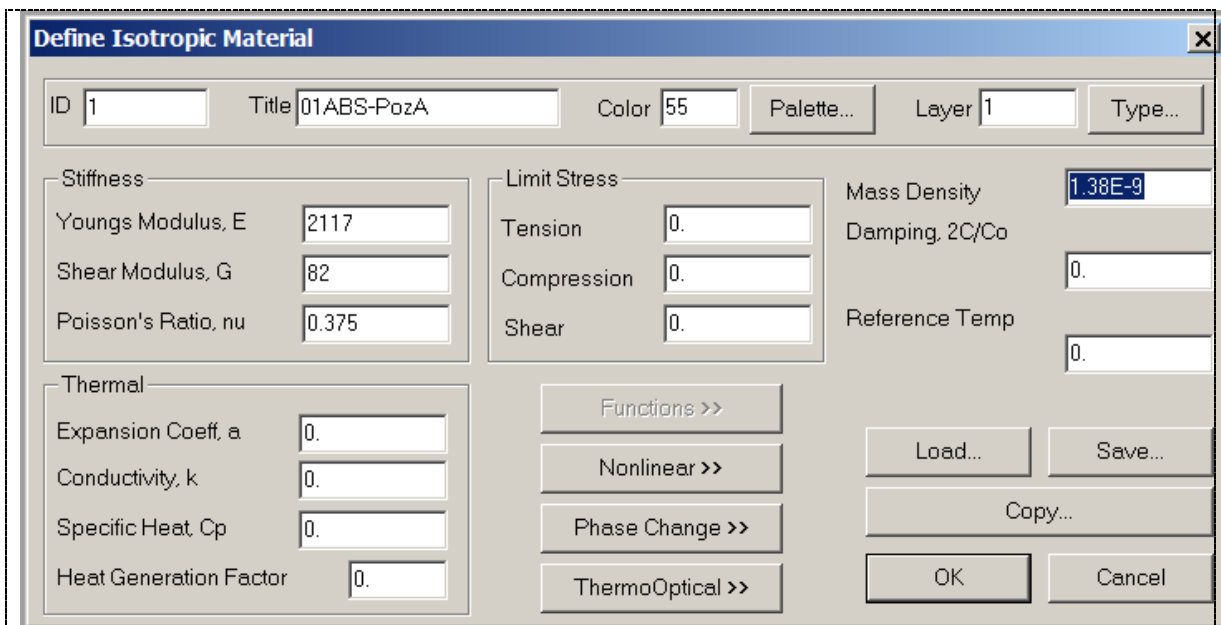 Define Isotropic Material
ID 1 Title 01ABS-PozA Color 55 Palette... Layer 1 Type...
Stiffness
Youngs Modulus, E 2117
Shear Modulus, G 82
Poisson's Ratio, nu 0.375
Limit Stress
Tension 0.
Compression 0.
Shear 0.
Mass Density 1.38E-9
Damping, 2C/Co
0.
Reference Temp
0.
Thermal
Expansion Coeff, a 0.
Conductivity, k 0.
Specific Heat, Cp 0.
Heat Generation Factor 0.
Functions >>
Nonlinear >>
Phase Change >>
ThermoOptical >>
Load... Save...
Copy...
OK Cancel